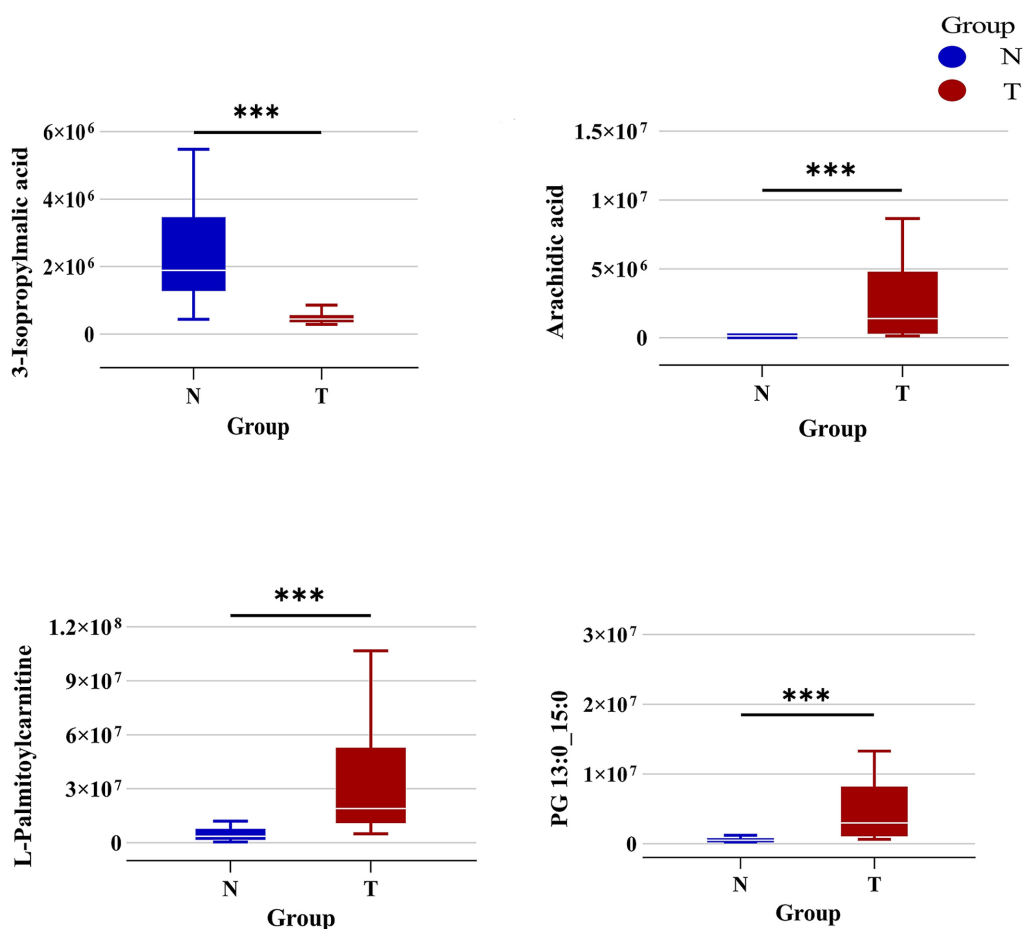 Group
N
T
***
6×10⁶
4×10⁶
2×10⁶
0
3-Isopropylmalic acid
N T
Group
***
1.5×10⁷
1×10⁷
5×10⁶
0
Arachidic acid
N T
Group
***
1.2×10⁸
9×10⁷
6×10⁷
3×10⁷
0
L-Palmitoylcarnitine
N T
Group
***
3×10⁷
2×10⁷
1×10⁷
0
PG 13:0_15:0
N T
Group